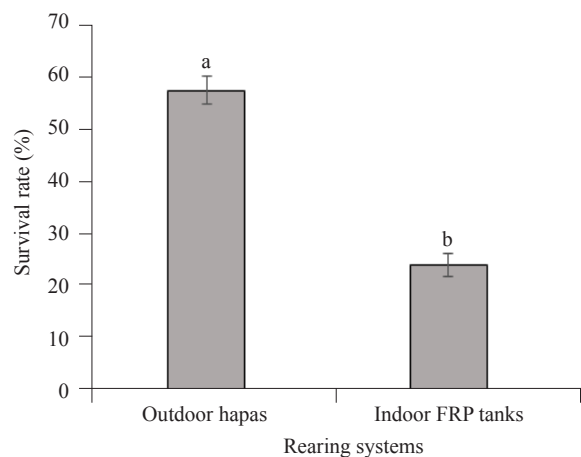 70
60
50
40
30
20
10
0
Survival rate (%)
a
b
Outdoor hapas
Indoor FRP tanks
Rearing systems